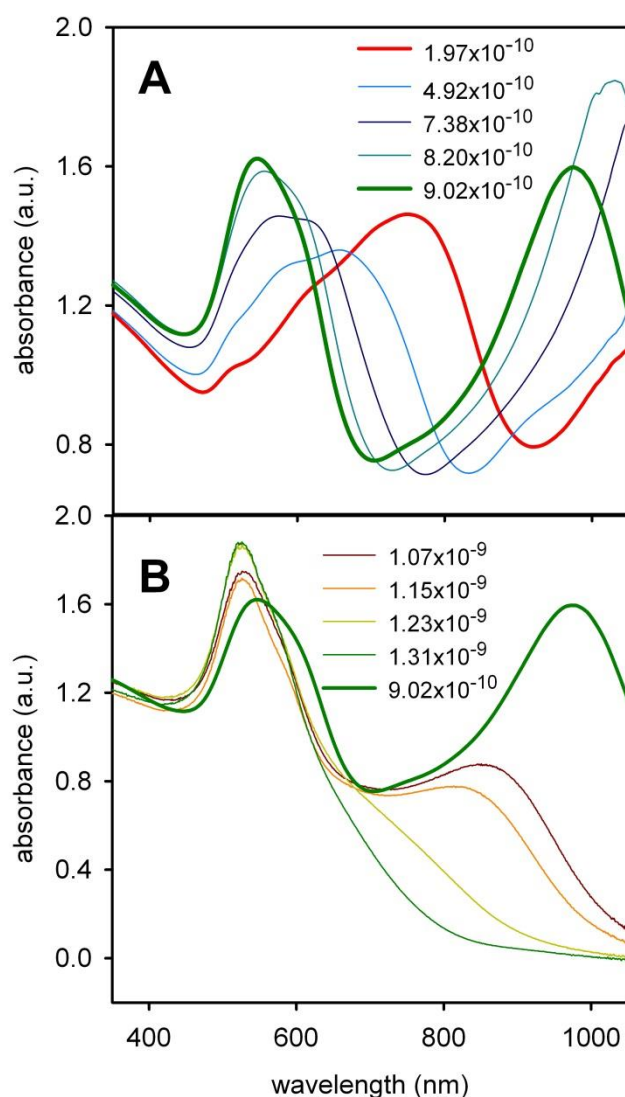 2.0
A
1.97x10⁻¹⁰
4.92x10⁻¹⁰
7.38x10⁻¹⁰
8.20x10⁻¹⁰
9.02x10⁻¹⁰
1.6
1.2
0.8
absorbance (a.u.)
2.0
B
1.07x10⁻⁹
1.15x10⁻⁹
1.23x10⁻⁹
1.31x10⁻⁹
9.02x10⁻¹⁰
1.6
1.2
0.8
0.4
0.0
absorbance (a.u.)
400 600 800 1000
wavelength (nm)